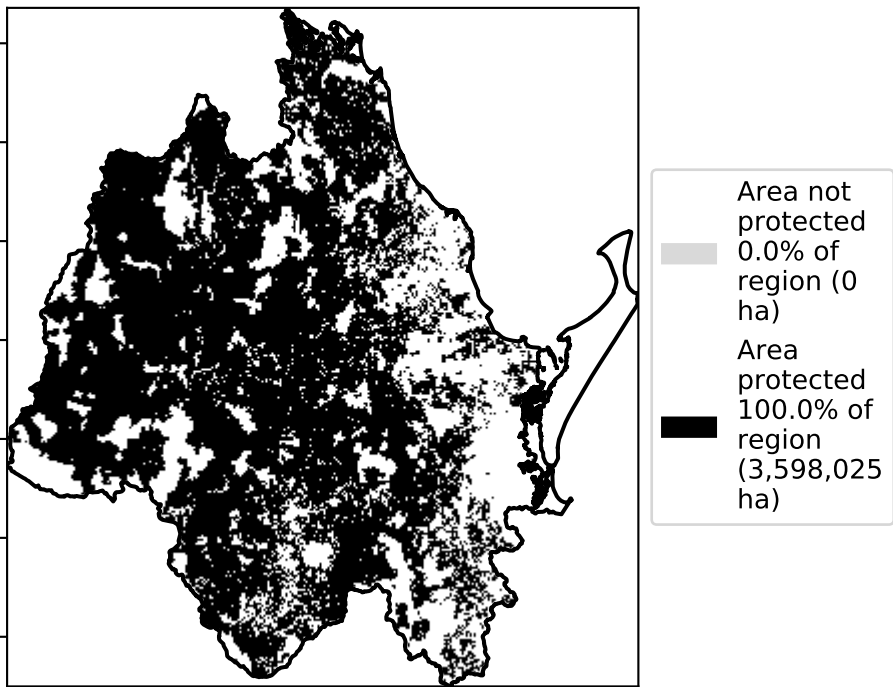 Area not
protected
0.0% of
region (0
ha)
Area
protected
100.0% of
region
(3,598,025
ha)